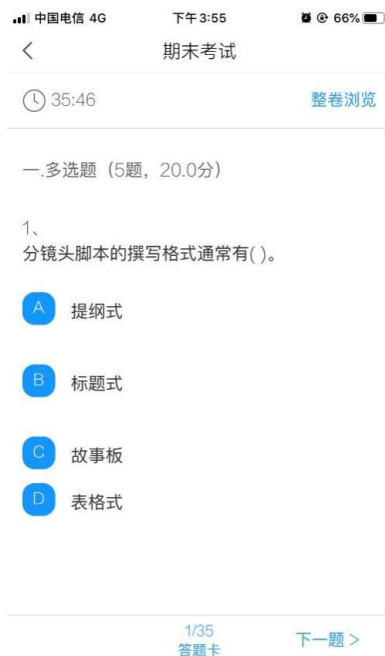 中国电信 4G 下午3:55 66%
期末考试
35:46 整卷浏览
一.多选题（5题，20.0分）
1、
分镜头脚本的撰写格式通常有( )。
A 提纲式
B 标题式
C 故事板
D 表格式
1/35
答题卡 下一题 >